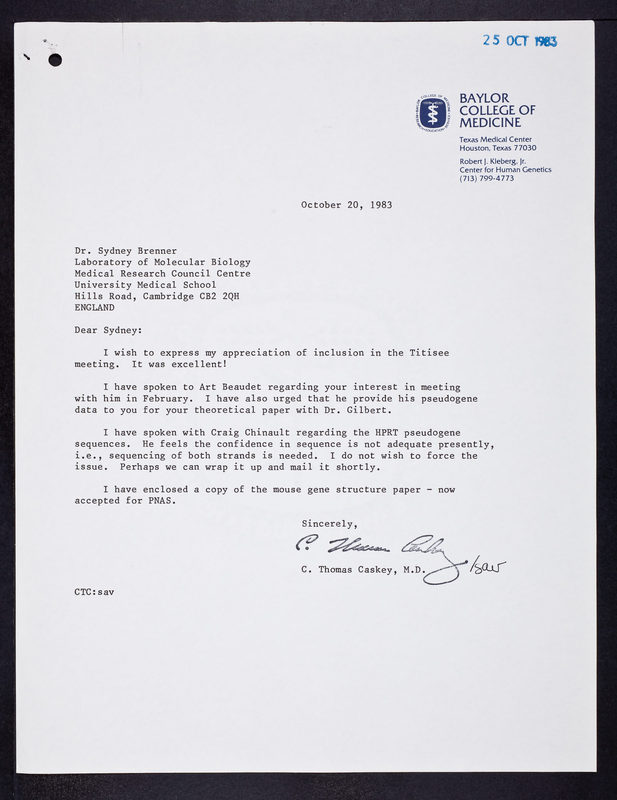 25 OCT 1983
BAYLOR
COLLEGE OF
MEDICINE
Texas Medical Center
Houston, Texas 77030
Robert J. Kleberg, Jr.
Center for Human Genetics
(713) 799-4773
October 20, 1983
Dr. Sydney Brenner
Laboratory of Molecular Biology
Medical Research Council Centre
University Medical School
Hills Road, Cambridge CB2 2QH
ENGLAND
Dear Sydney:
I wish to express my appreciation of inclusion in the Titisee
meeting. It was excellent!
I have spoken to Art Beaudet regarding your interest in meeting
with him in February. I have also urged that he provide his pseudogene
data to you for your theoretical paper with Dr. Gilbert.
I have spoken with Craig Chinault regarding the HPRT pseudogene
sequences. He feels the confidence in sequence is not adequate presently,
i.e., sequencing of both strands is needed. I do not wish to force the
issue. Perhaps we can wrap it up and mail it shortly.
I have enclosed a copy of the mouse gene structure paper - now
accepted for PNAS.
Sincerely,
C. Thomas Caskey /sav
C. Thomas Caskey, M.D.
CTC:sav